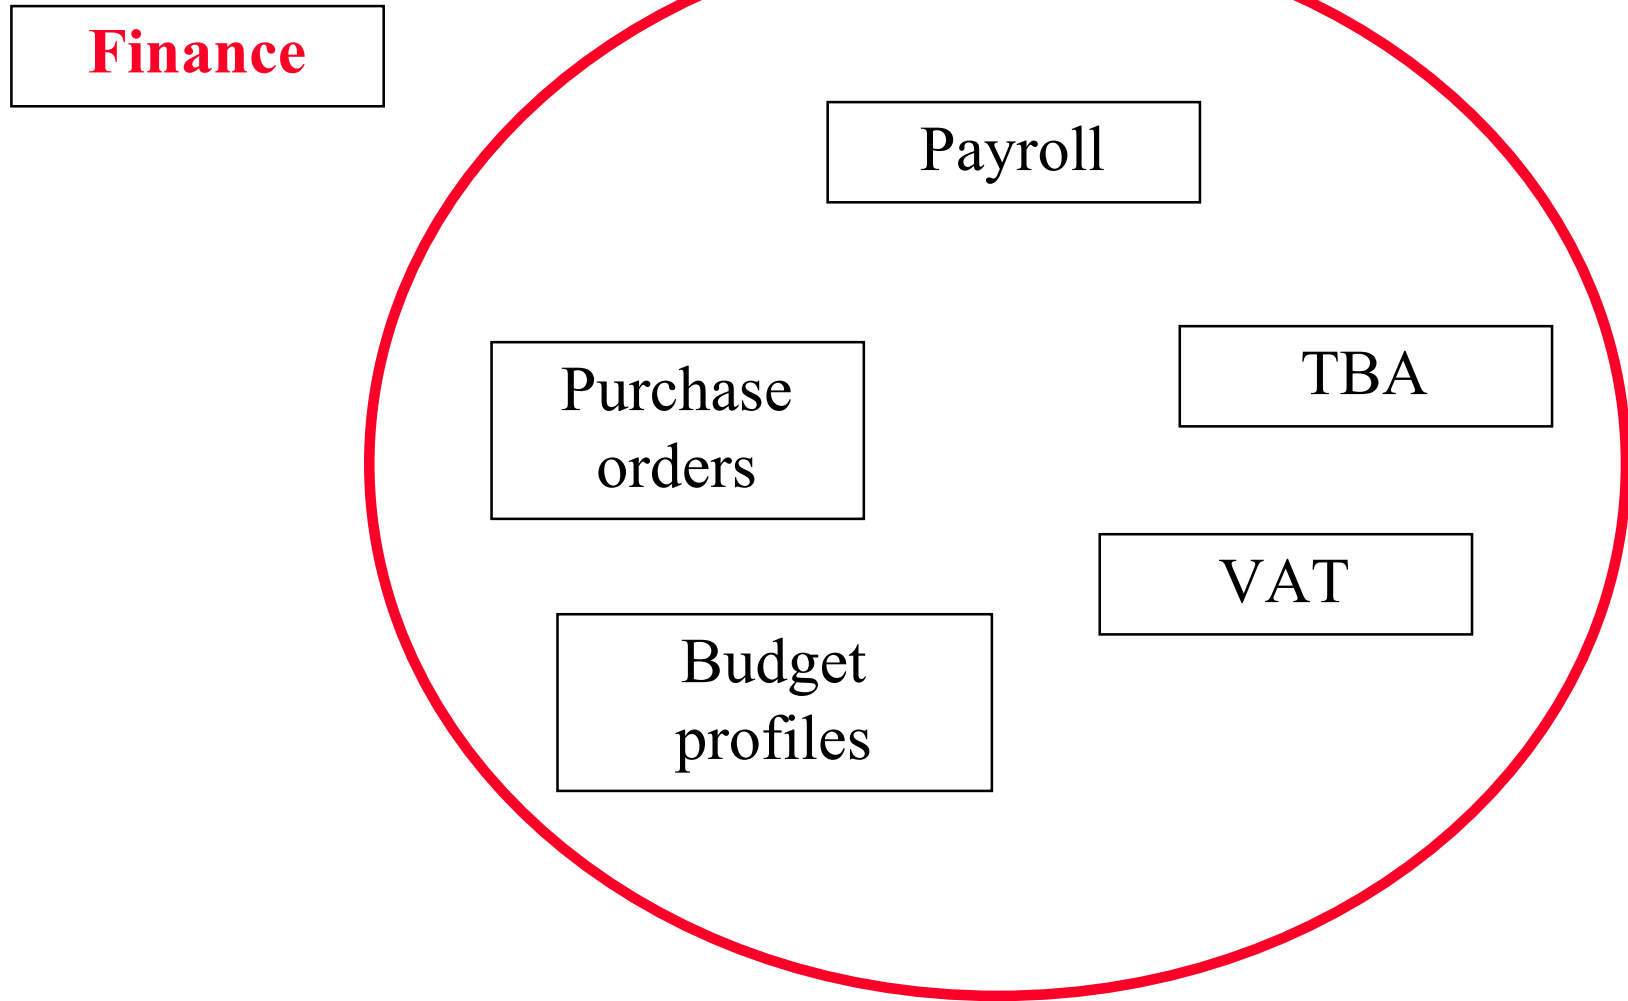 Finance
Payroll
Purchase
orders
TBA
VAT
Budget
profiles